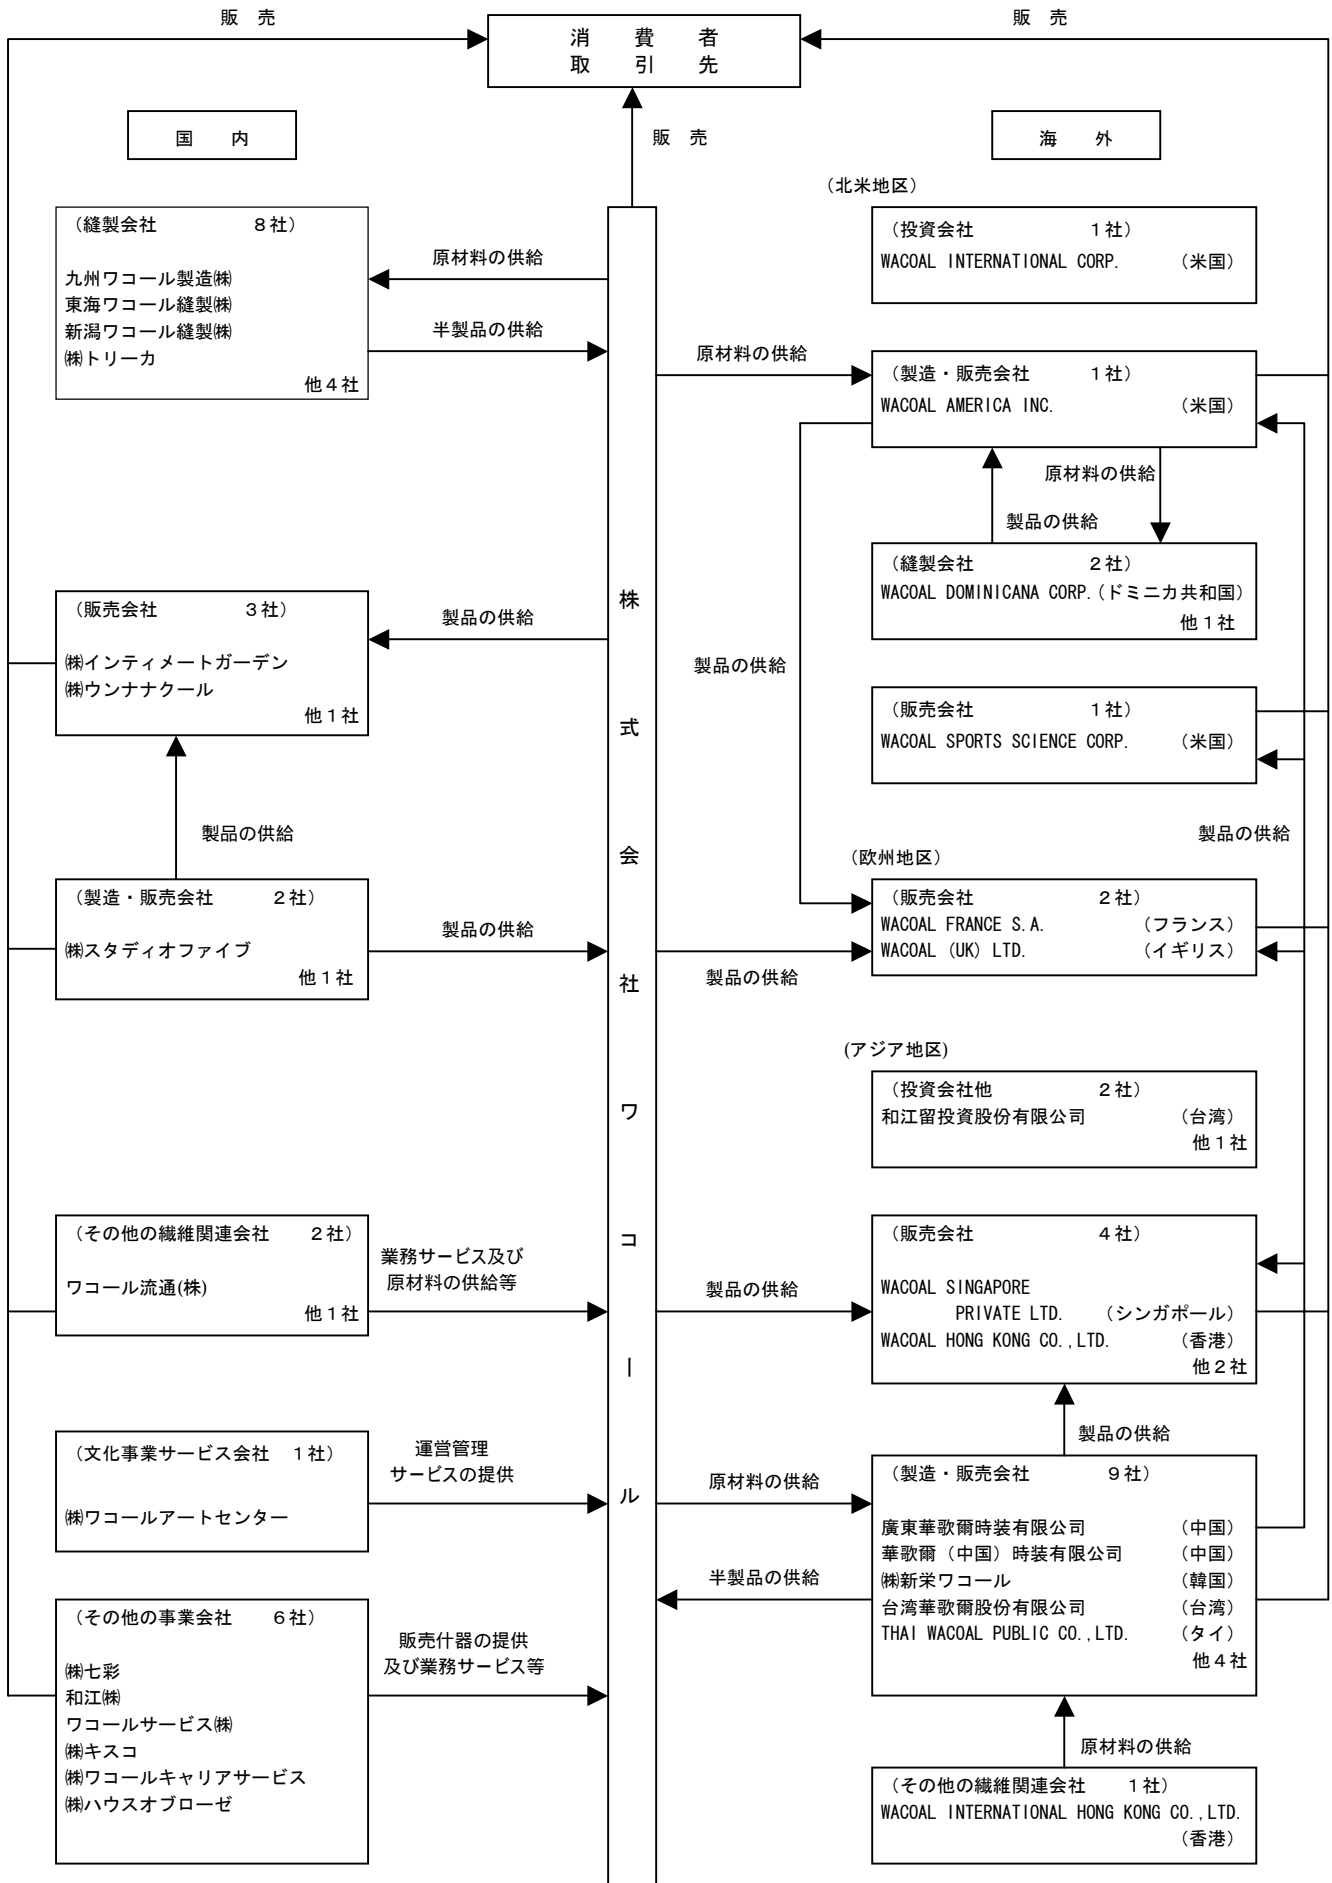 販　売
販　売
消　費　者
取　引　先
販　売
国　内
海　外
（縫製会社　　　　　８社）
九州ワコール製造㈱
東海ワコール縫製㈱
新潟ワコール縫製㈱
㈱トリーカ
他４社
原材料の供給
半製品の供給
（販売会社　　　　　３社）
㈱インティメートガーデン
㈱ウンナナクール
他１社
製品の供給
製品の供給
（製造・販売会社　　　２社）
㈱スタディオファイブ
他１社
製品の供給
（その他の繊維関連会社　　２社）
ワコール流通(株)
他１社
業務サービス及び
原材料の供給等
（文化事業サービス会社　１社）
㈱ワコールアートセンター
運営管理
サービスの提供
（その他の事業会社　　６社）
㈱七彩
和江㈱
ワコールサービス㈱
㈱キスコ
㈱ワコールキャリアサービス
㈱ハウスオブローゼ
販売什器の提供
及び業務サービス等
株式会社ワコール
（北米地区）
（投資会社　　　　１社）
WACOAL INTERNATIONAL CORP.　　（米国）
原材料の供給
（製造・販売会社　　　１社）
WACOAL AMERICA INC.　　（米国）
原材料の供給
製品の供給
（縫製会社　　　　　２社）
WACOAL DOMINICANA CORP.（ドミニカ共和国）
他１社
製品の供給
（販売会社　　　　　１社）
WACOAL SPORTS SCIENCE CORP.　　（米国）
製品の供給
（欧州地区）
（販売会社　　　　　２社）
WACOAL FRANCE S.A.　　（フランス）
WACOAL (UK) LTD.　　（イギリス）
製品の供給
(アジア地区)
（投資会社他　　　　２社）
和江留投資股份有限公司　　（台湾）
他１社
（販売会社　　　　　４社）
WACOAL SINGAPORE
PRIVATE LTD.　（シンガポール）
WACOAL HONG KONG CO.,LTD.　　（香港）
他２社
製品の供給
製品の供給
（製造・販売会社　　　９社）
廣東華歌爾時装有限公司　　（中国）
華歌爾（中国）時装有限公司　　（中国）
㈱新栄ワコール　　（韓国）
台湾華歌爾股份有限公司　　（台湾）
THAI WACOAL PUBLIC CO.,LTD.　　（タイ）
他４社
原材料の供給
半製品の供給
原材料の供給
（その他の繊維関連会社　　１社）
WACOAL INTERNATIONAL HONG KONG CO.,LTD.
（香港）